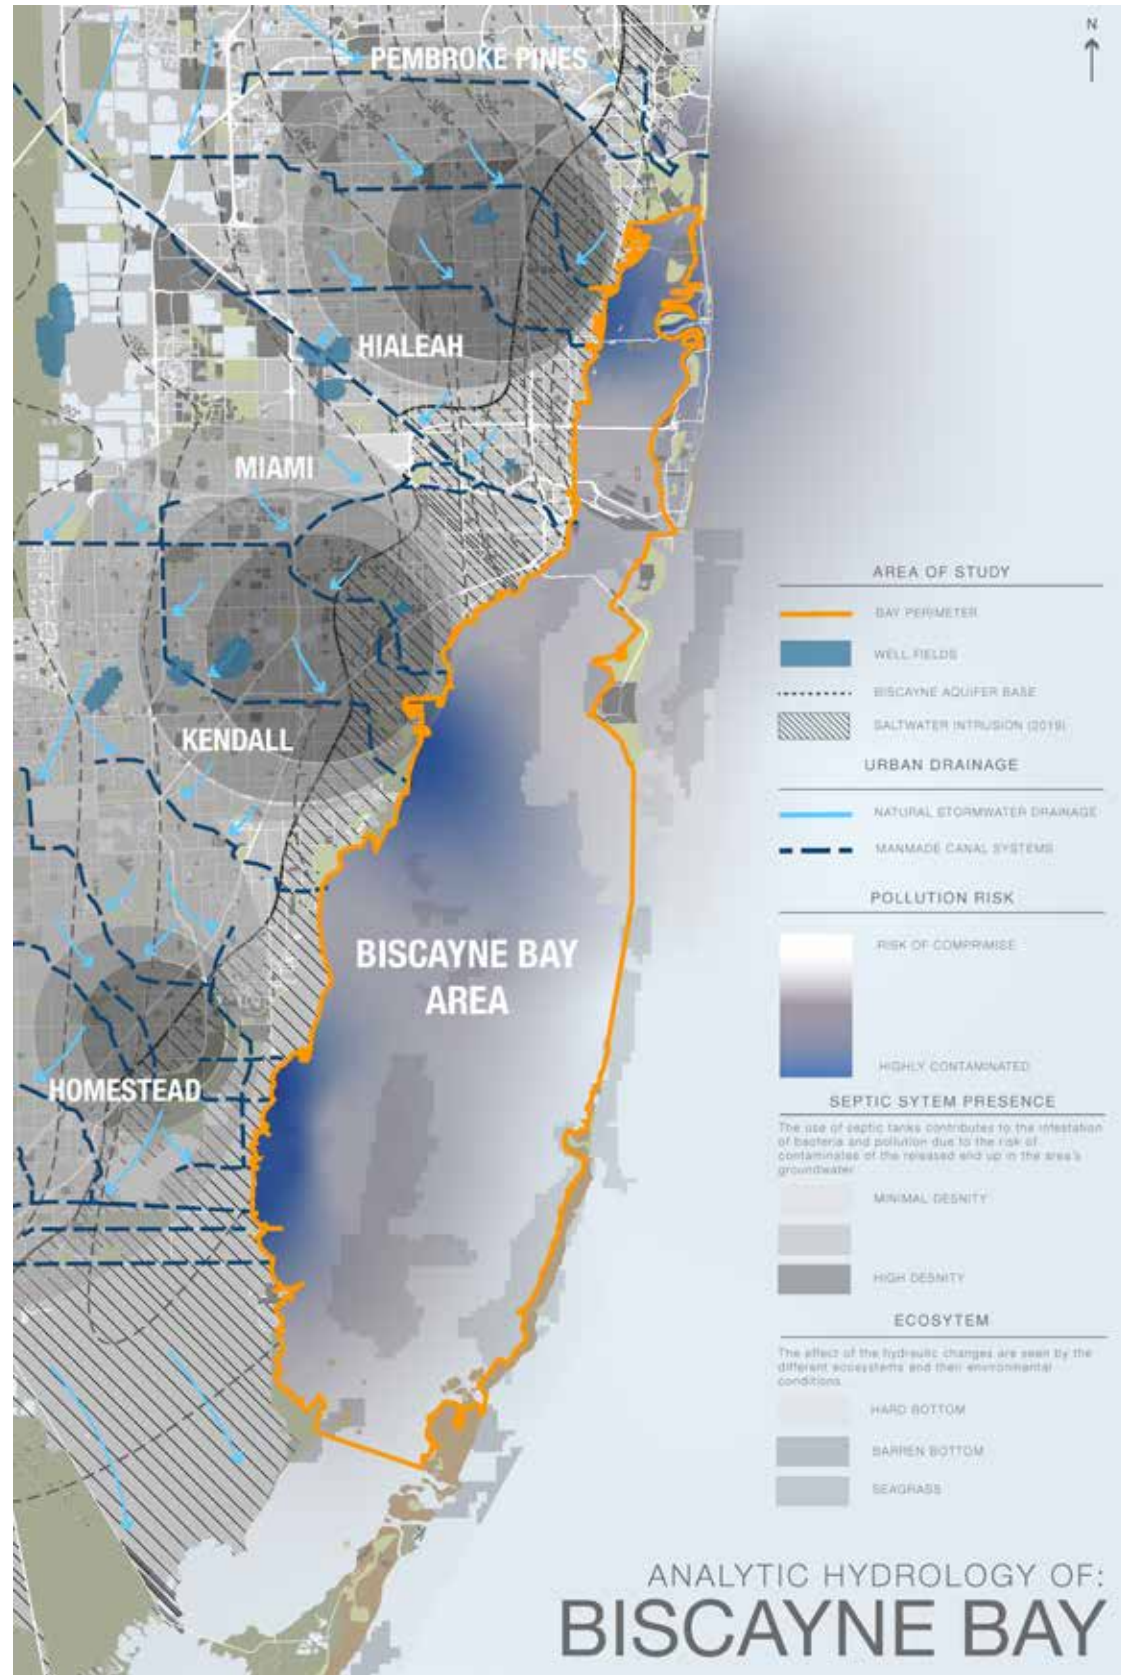 N
PEMBROKE PINES
HIALEAH
MIAMI
KENDALL
BISCAYNE BAY
AREA
HOMESTEAD
AREA OF STUDY
BAY PERIMETER
WELL FIELDS
BISCAYNE AQUIFER BASE
SALTWATER INTRUSION (2019)
URBAN DRAINAGE
NATURAL STORMWATER DRAINAGE
MANMADE CANAL SYSTEMS
POLLUTION RISK
RISK OF COMPRIMISE
HIGHLY CONTAMINATED
SEPTIC SYTEM PRESENCE
The use of septic tanks contributes to the infestation
of bacteria and pollution due to the risk of
contaminates of the released end up in the area's
groundwater
MINIMAL DESNITY
HIGH DESNITY
ECOSYTEM
The effect of the hydraulic changes are seen by the
different ecosystems and their environmental
conditions
HARD BOTTOM
BARREN BOTTOM
SEAGRASS
ANALYTIC HYDROLOGY OF:
BISCAYNE BAY